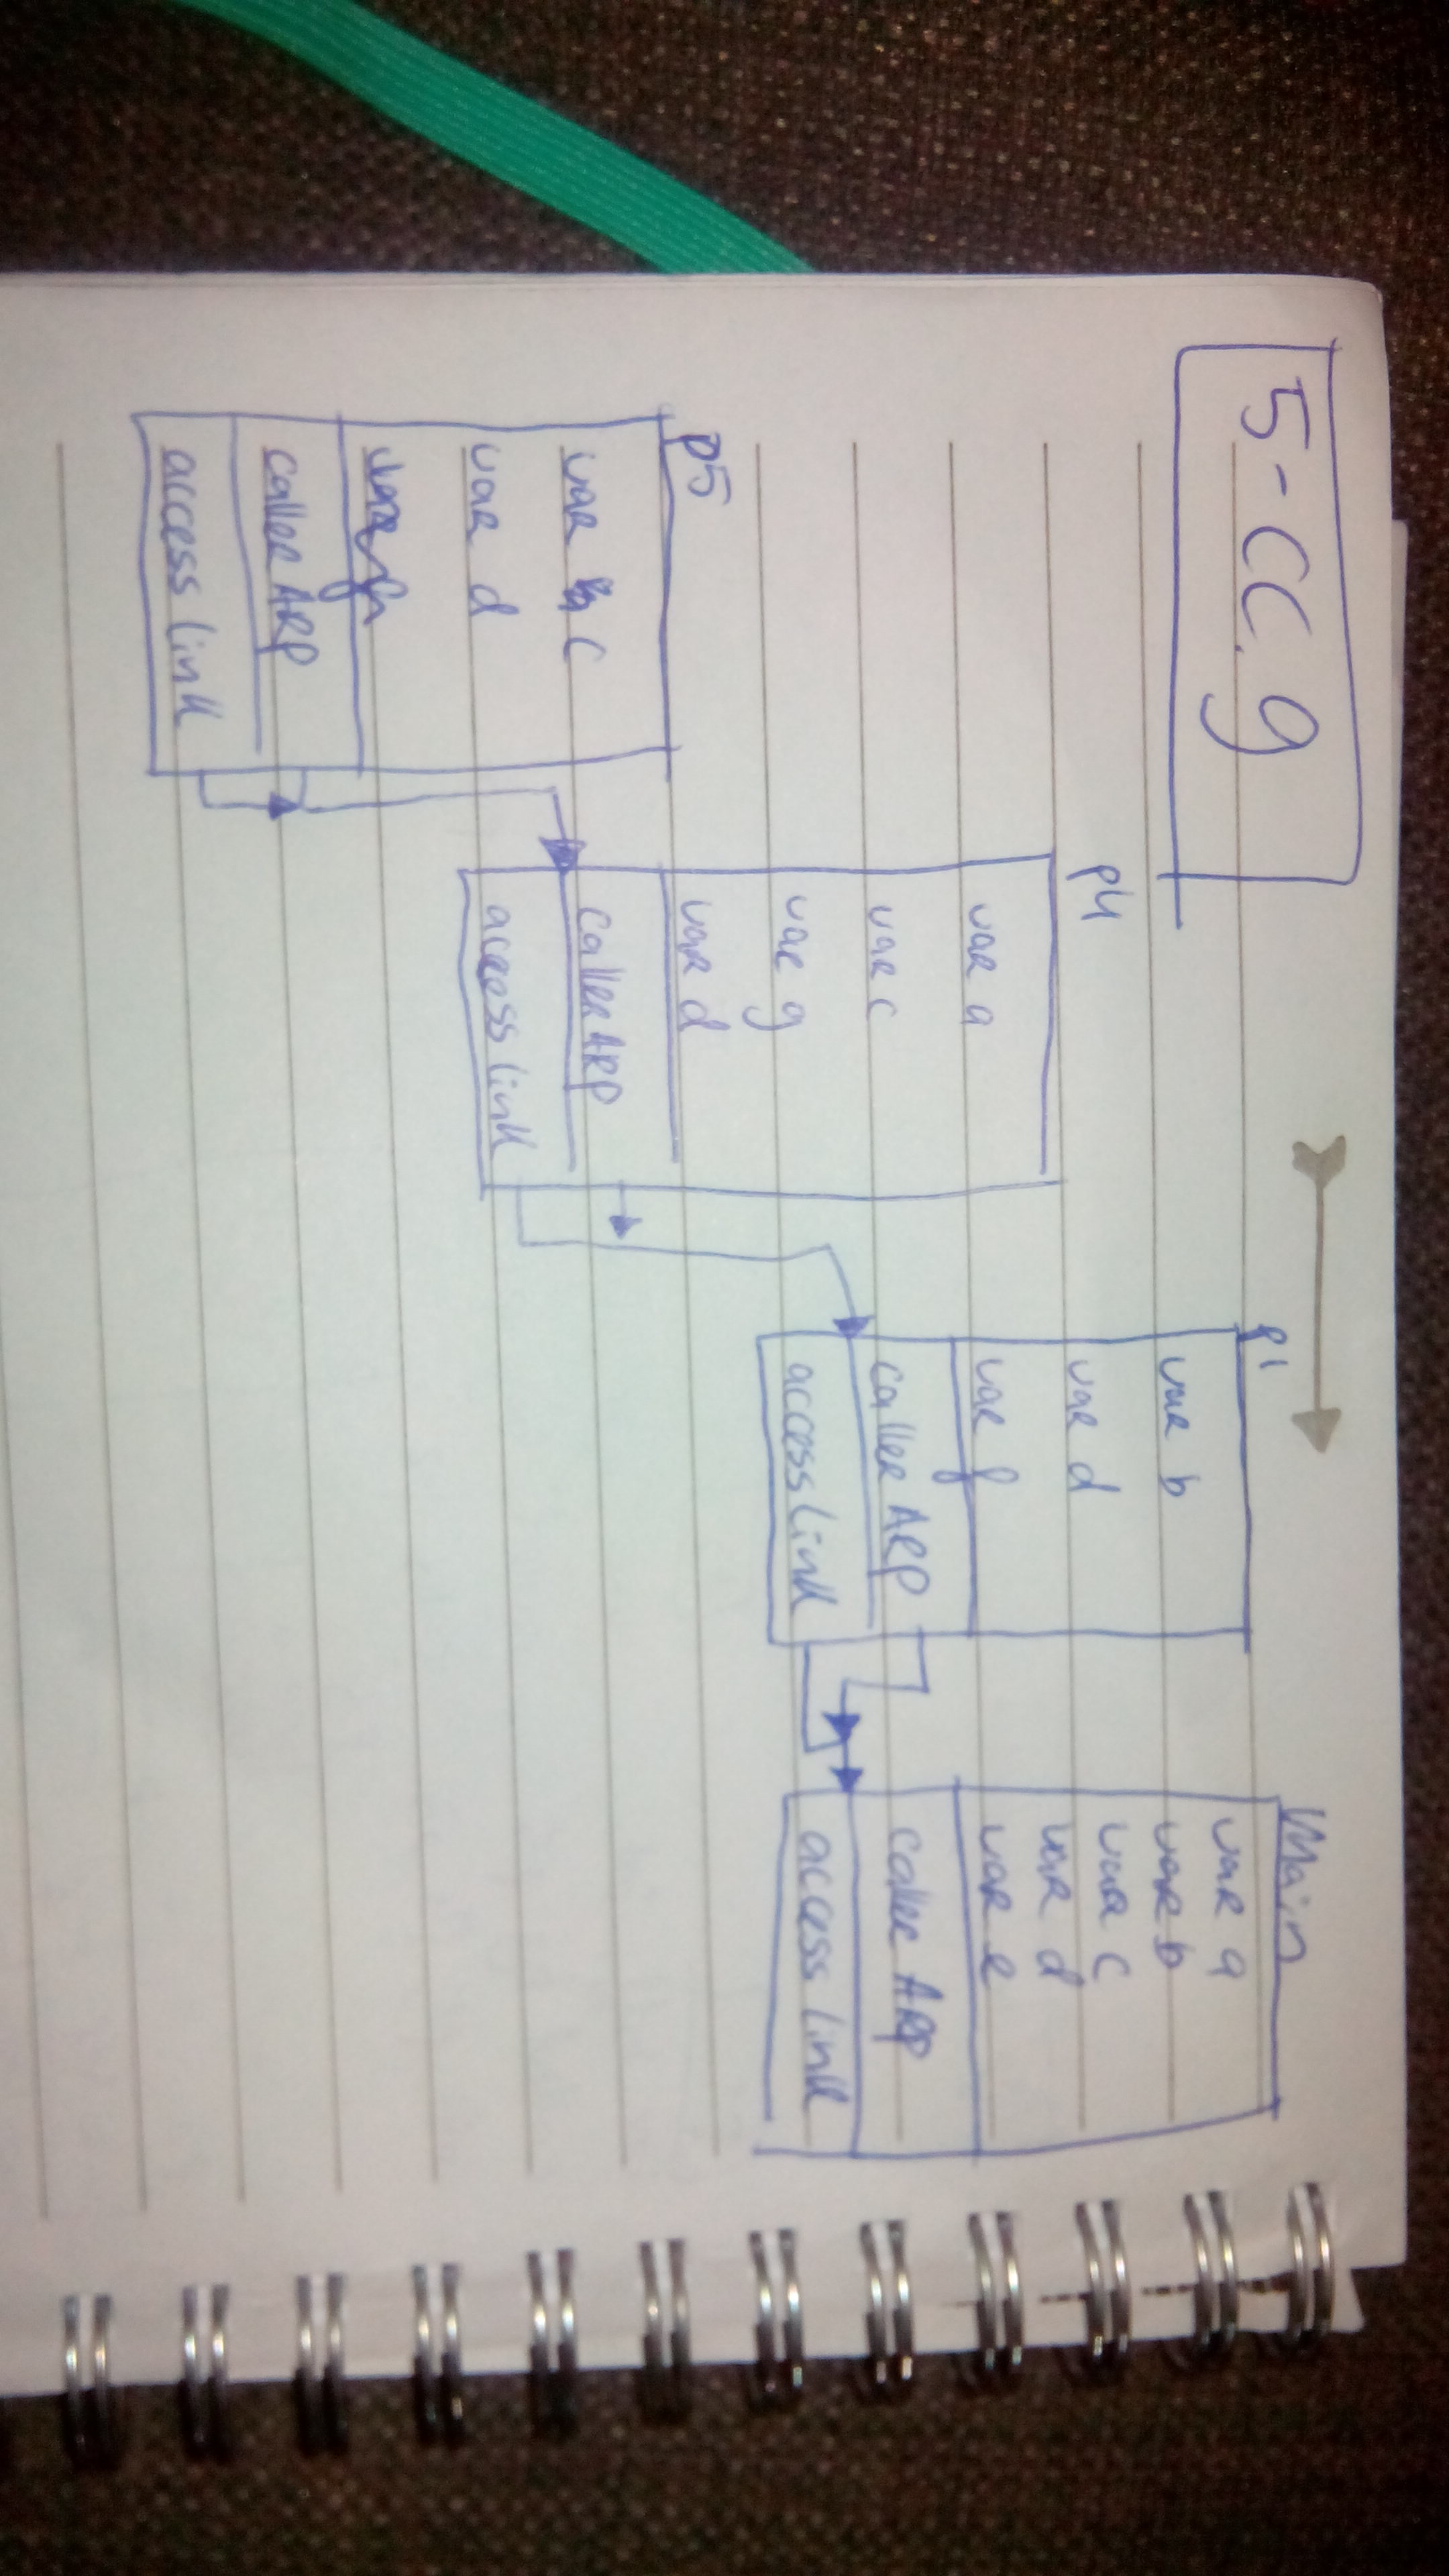 5-CC.9
p5
var c
var d
caller ARP
access link
p4
var a
var c
var g
var d
caller ARP
access link
p1
var b
var d
var f
caller ARP
access link
Main
var a
var b
var c
var d
var e
caller ARP
access link